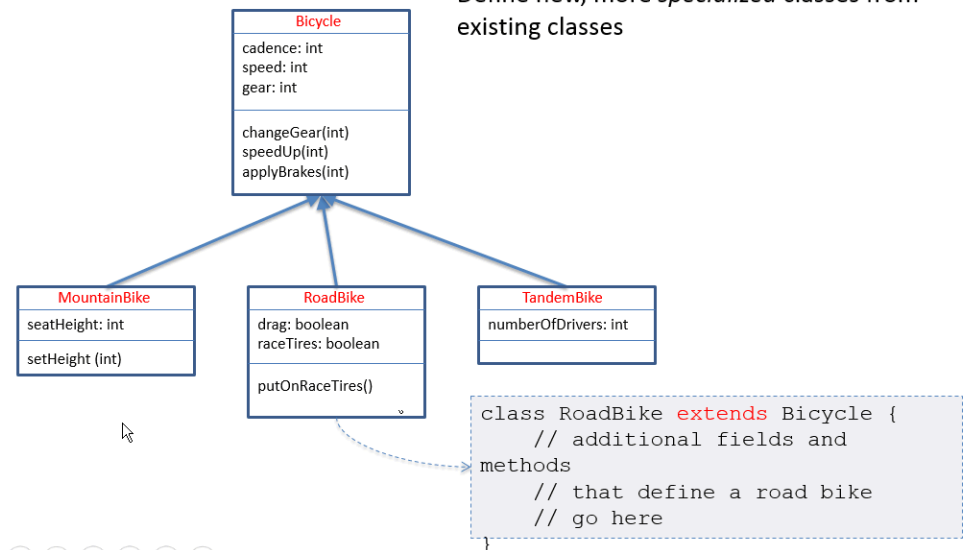 Define new, more specialized classes from
existing classes
Bicycle
cadence: int
speed: int
gear: int
changeGear(int)
speedUp(int)
applyBrakes(int)
MountainBike
seatHeight: int
setHeight (int)
RoadBike
drag: boolean
raceTires: boolean
putOnRaceTires()
TandemBike
numberOfDrivers: int
class RoadBike extends Bicycle {
// additional fields and
methods
// that define a road bike
// go here
}